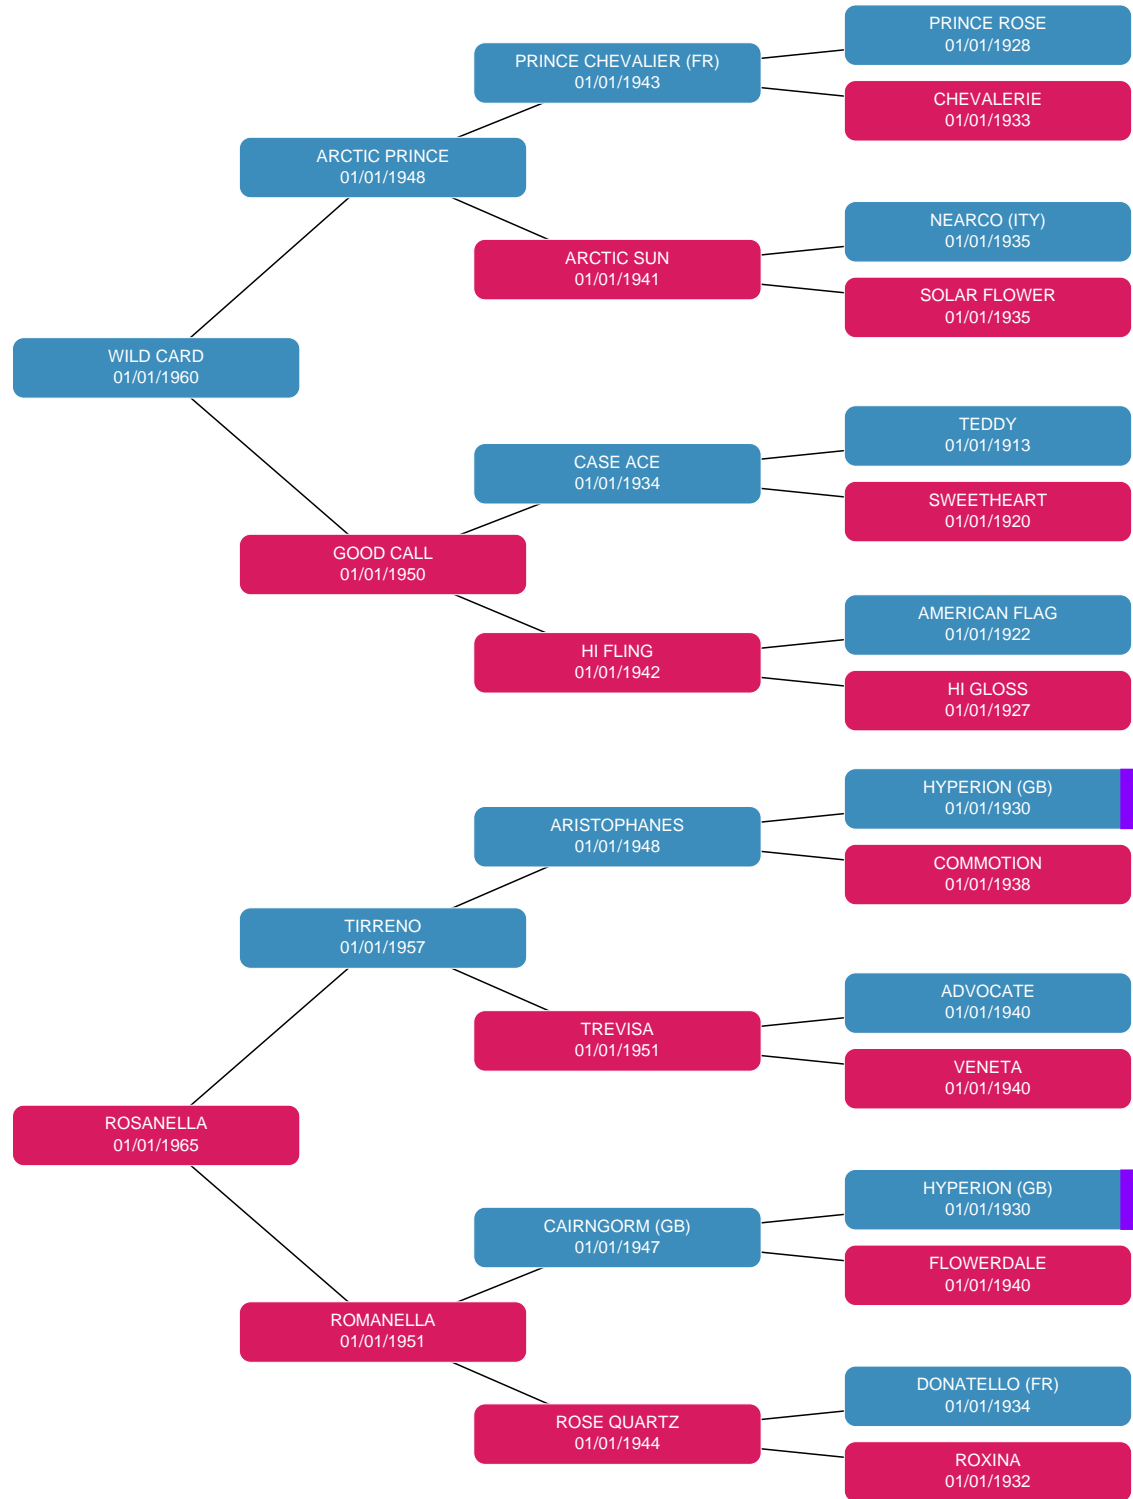 PRINCE ROSE
01/01/1928
PRINCE CHEVALIER (FR)
01/01/1943
CHEVALERIE
01/01/1933
ARCTIC PRINCE
01/01/1948
NEARCO (ITY)
01/01/1935
ARCTIC SUN
01/01/1941
SOLAR FLOWER
01/01/1935
WILD CARD
01/01/1960
TEDDY
01/01/1913
CASE ACE
01/01/1934
SWEETHEART
01/01/1920
GOOD CALL
01/01/1950
AMERICAN FLAG
01/01/1922
HI FLING
01/01/1942
HI GLOSS
01/01/1927
HYPERION (GB)
01/01/1930
ARISTOPHANES
01/01/1948
COMMOTION
01/01/1938
TIRRENO
01/01/1957
ADVOCATE
01/01/1940
TREVISA
01/01/1951
VENETA
01/01/1940
ROSANELLA
01/01/1965
HYPERION (GB)
01/01/1930
CAIRNGORM (GB)
01/01/1947
FLOWERDALE
01/01/1940
ROMANELLA
01/01/1951
DONATELLO (FR)
01/01/1934
ROSE QUARTZ
01/01/1944
ROXINA
01/01/1932